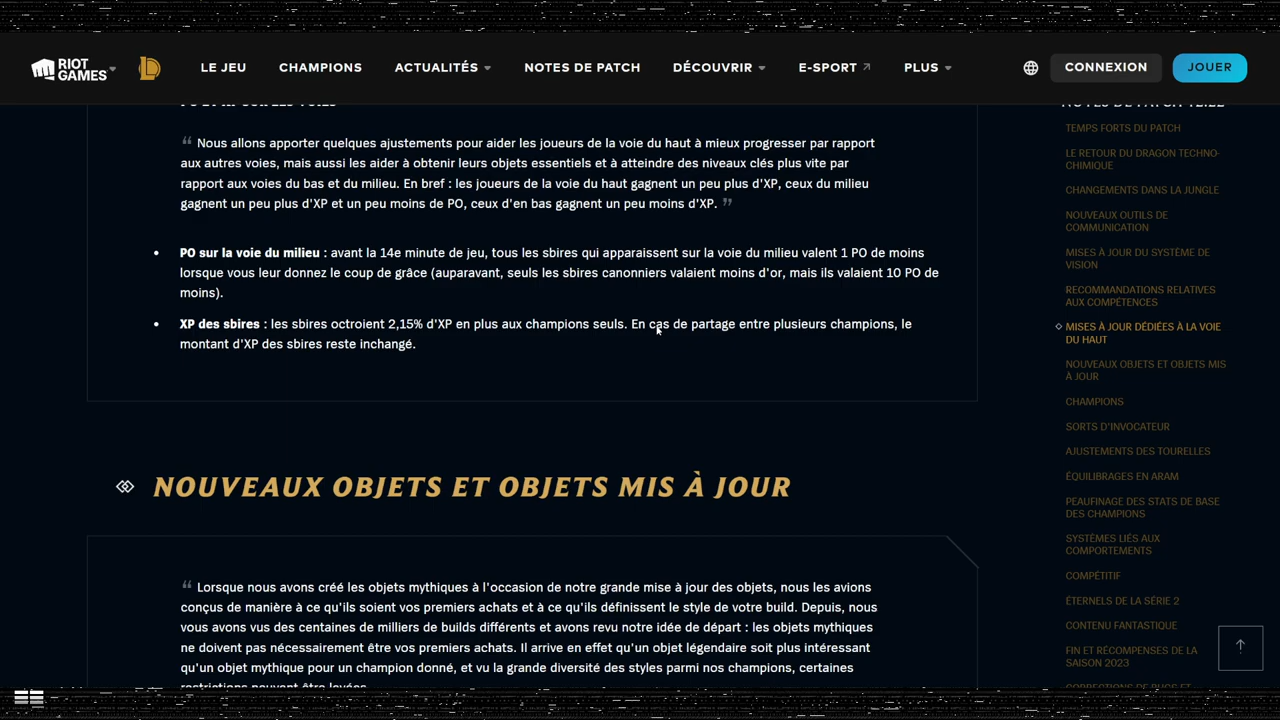 RIOT GAMES
LE JEU
CHAMPIONS
ACTUALITÉS
NOTES DE PATCH
DÉCOUVRIR
E-SPORT
PLUS
CONNEXION
JOUER
“ Nous allons apporter quelques ajustements pour aider les joueurs de la voie du haut à mieux progresser par rapport
aux autres voies, mais aussi les aider à obtenir leurs objets essentiels et à atteindre des niveaux clés plus vite par
rapport aux voies du bas et du milieu. En bref : les joueurs de la voie du haut gagnent un peu plus d'XP, ceux du milieu
gagnent un peu plus d'XP et un peu moins de PO, ceux d'en bas gagnent un peu moins d'XP. ”
• PO sur la voie du milieu : avant la 14e minute de jeu, tous les sbires qui apparaissent sur la voie du milieu valent 1 PO de moins
lorsque vous leur donnez le coup de grâce (auparavant, seuls les sbires canonniers valaient moins d'or, mais ils valaient 10 PO de
moins).
• XP des sbires : les sbires octroient 2,15% d'XP en plus aux champions seuls. En cas de partage entre plusieurs champions, le
montant d'XP des sbires reste inchangé.
NOUVEAUX OBJETS ET OBJETS MIS À JOUR
“ Lorsque nous avons créé les objets mythiques à l'occasion de notre grande mise à jour des objets, nous les avions
conçus de manière à ce qu'ils soient vos premiers achats et à ce qu'ils définissent le style de votre build. Depuis, nous
vous avons vus des centaines de milliers de builds différents et avons revu notre idée de départ : les objets mythiques
ne doivent pas nécessairement être vos premiers achats. Il arrive en effet qu'un objet légendaire soit plus intéressant
qu'un objet mythique pour un champion donné, et vu la grande diversité des styles parmi nos champions, certaines
restrictions peuvent être levées.
TEMPS FORTS DU PATCH
LE RETOUR DU DRAGON TECHNO-
CHIMIQUE
CHANGEMENTS DANS LA JUNGLE
NOUVEAUX OUTILS DE
COMMUNICATION
MISES À JOUR DU SYSTÈME DE
VISION
RECOMMANDATIONS RELATIVES
AUX COMPÉTENCES
MISES À JOUR DÉDIÉES À LA VOIE
DU HAUT
NOUVEAUX OBJETS ET OBJETS MIS
À JOUR
CHAMPIONS
SORTS D'INVOCATEUR
AJUSTEMENTS DES TOURELLES
ÉQUILIBRAGES EN ARAM
PEAUFINAGE DES STATS DE BASE
DES CHAMPIONS
SYSTÈMES LIÉS AUX
COMPORTEMENTS
COMPÉTITIF
ÉTERNELS DE LA SÉRIE 2
CONTENU FANTASTIQUE
FIN ET RÉCOMPENSES DE LA
SAISON 2023